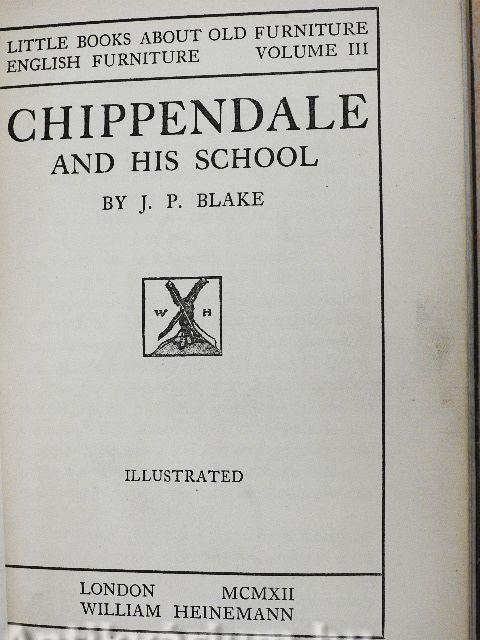 LITTLE BOOKS ABOUT OLD FURNITURE
ENGLISH FURNITURE VOLUME III
CHIPPENDALE
AND HIS SCHOOL
BY J. P. BLAKE
W H
ILLUSTRATED
LONDON MCMXII
WILLIAM HEINEMANN